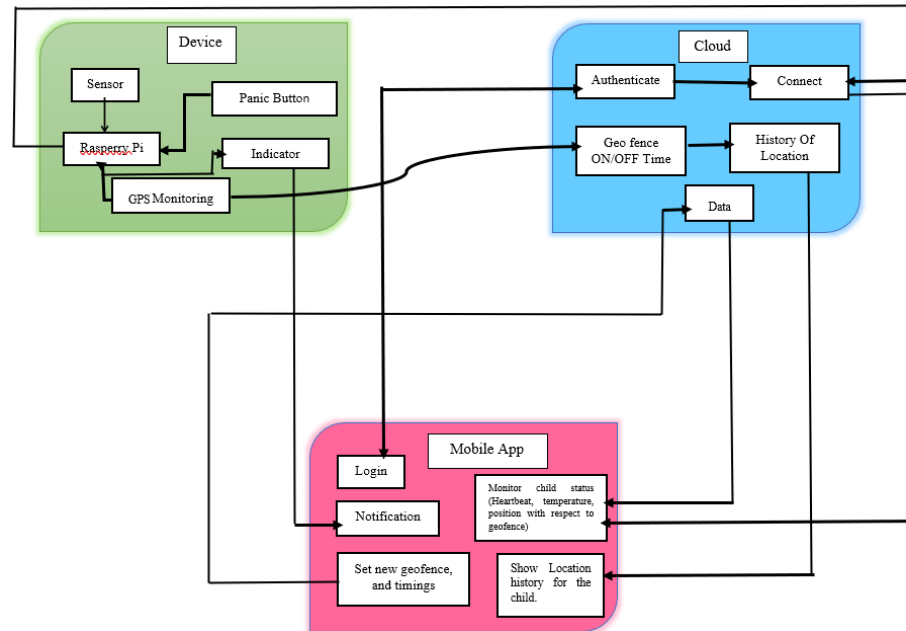 Device
Sensor
Panic Button
Rasperry Pi
Indicator
GPS Monitoring
Cloud
Authenticate
Connect
Geo fence
ON/OFF Time
History Of
Location
Data
Mobile App
Login
Notification
Monitor child status
(Heartbeat, temperature,
position with respect to
geofence)
Set new geofence,
and timings
Show Location
history for the
child.